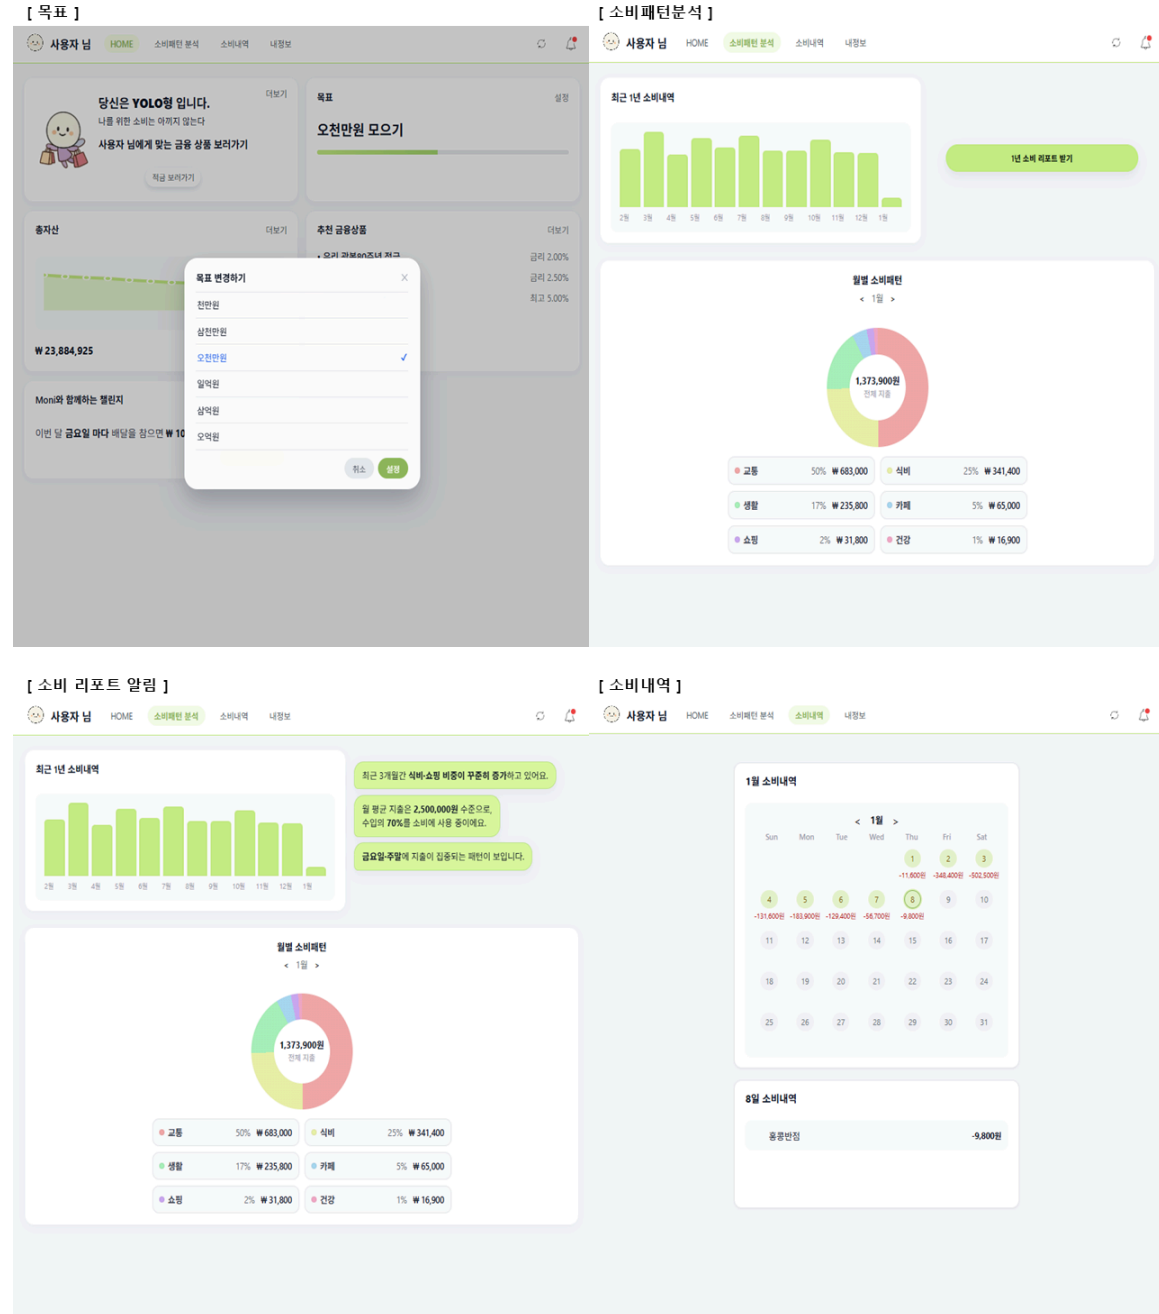 [ 목표 ]
사용자 님 HOME 소비패턴 분석 소비내역 내정보
당신은 YOLO형 입니다. 더보기
나를 위한 소비는 아끼지 않는다
사용자 님에게 맞는 금융 상품 보러가기
적금 보러가기
목표 설정
오천만원 모으기
총자산 더보기
₩ 23,884,925
추천 금융상품 더보기
• 우리 광복80주년 적금 금리 2.00%
금리 2.50%
최고 5.00%
Moni와 함께하는 챌린지
이번 달 금요일 마다 배달을 참으면 ₩ 10
목표 변경하기 X
천만원
삼천만원
오천만원 ✓
일억원
삼억원
오억원
취소 설정
[ 소비패턴분석 ]
사용자 님 HOME 소비패턴 분석 소비내역 내정보
최근 1년 소비내역
2월 3월 4월 5월 6월 7월 8월 9월 10월 11월 12월 1월
1년 소비 리포트 받기
월별 소비패턴
< 1월 >
1,373,900원
전체 지출
교통 50% ₩ 683,000
식비 25% ₩ 341,400
생활 17% ₩ 235,800
카페 5% ₩ 65,000
쇼핑 2% ₩ 31,800
건강 1% ₩ 16,900
[ 소비 리포트 알림 ]
사용자 님 HOME 소비패턴 분석 소비내역 내정보
최근 1년 소비내역
2월 3월 4월 5월 6월 7월 8월 9월 10월 11월 12월 1월
최근 3개월간 식비·쇼핑 비중이 꾸준히 증가하고 있어요.
월 평균 지출은 2,500,000원 수준으로,
수입의 70%를 소비에 사용 중이에요.
금요일·주말에 지출이 집중되는 패턴이 보입니다.
월별 소비패턴
< 1월 >
1,373,900원
전체 지출
교통 50% ₩ 683,000
식비 25% ₩ 341,400
생활 17% ₩ 235,800
카페 5% ₩ 65,000
쇼핑 2% ₩ 31,800
건강 1% ₩ 16,900
[ 소비내역 ]
사용자 님 HOME 소비패턴 분석 소비내역 내정보
1월 소비내역
< 1월 >
Sun Mon Tue Wed Thu Fri Sat
1 2 3
-11,600원 -348,400원 -502,500원
4 5 6 7 8 9 10
-131,600원 -183,900원 -129,400원 -56,700원 -9,800원
11 12 13 14 15 16 17
18 19 20 21 22 23 24
25 26 27 28 29 30 31
8일 소비내역
홍콩반점 -9,800원